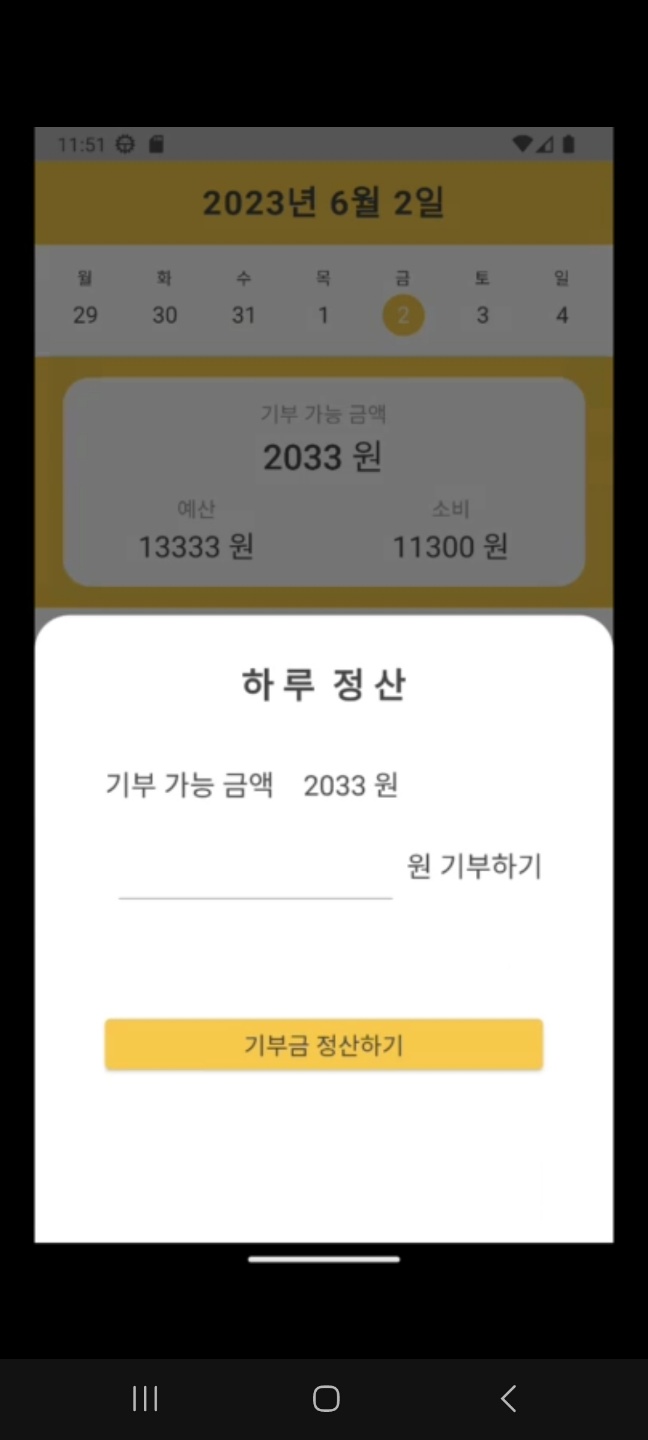 11:51
2023년 6월 2일
월 화 수 목 금 토 일
29 30 31 1 2 3 4
기부 가능 금액
2033 원
예산 소비
13333 원 11300 원
하루 정산
기부 가능 금액 2033 원
원 기부하기
기부금 정산하기